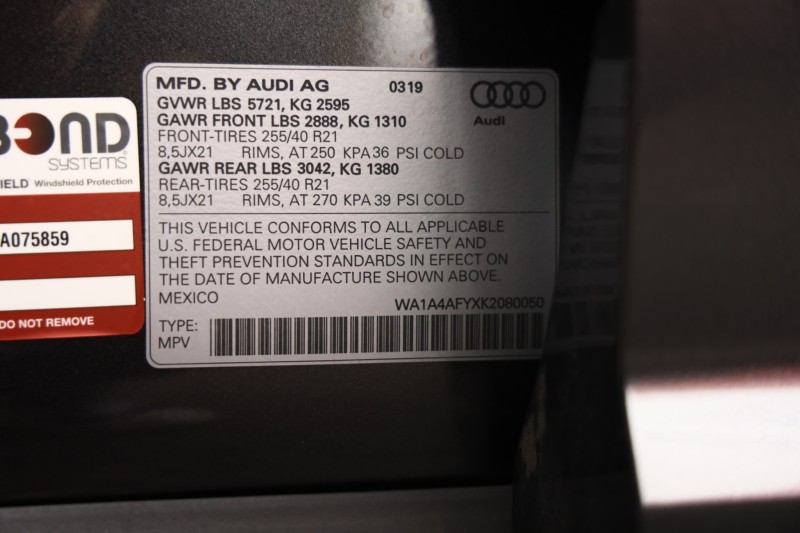 BOND
SYSTEMS
IELD Windshield Protection
A075859
DO NOT REMOVE
MFD. BY AUDI AG 0319
GVWR LBS 5721, KG 2595
GAWR FRONT LBS 2888, KG 1310
FRONT-TIRES 255/40 R21
8,5JX21 RIMS, AT 250 KPA 36 PSI COLD
GAWR REAR LBS 3042, KG 1380
REAR-TIRES 255/40 R21
8,5JX21 RIMS, AT 270 KPA 39 PSI COLD
Audi
THIS VEHICLE CONFORMS TO ALL APPLICABLE
U.S. FEDERAL MOTOR VEHICLE SAFETY AND
THEFT PREVENTION STANDARDS IN EFFECT ON
THE DATE OF MANUFACTURE SHOWN ABOVE.
MEXICO WA1A4AFYXK2080050
TYPE:
MPV